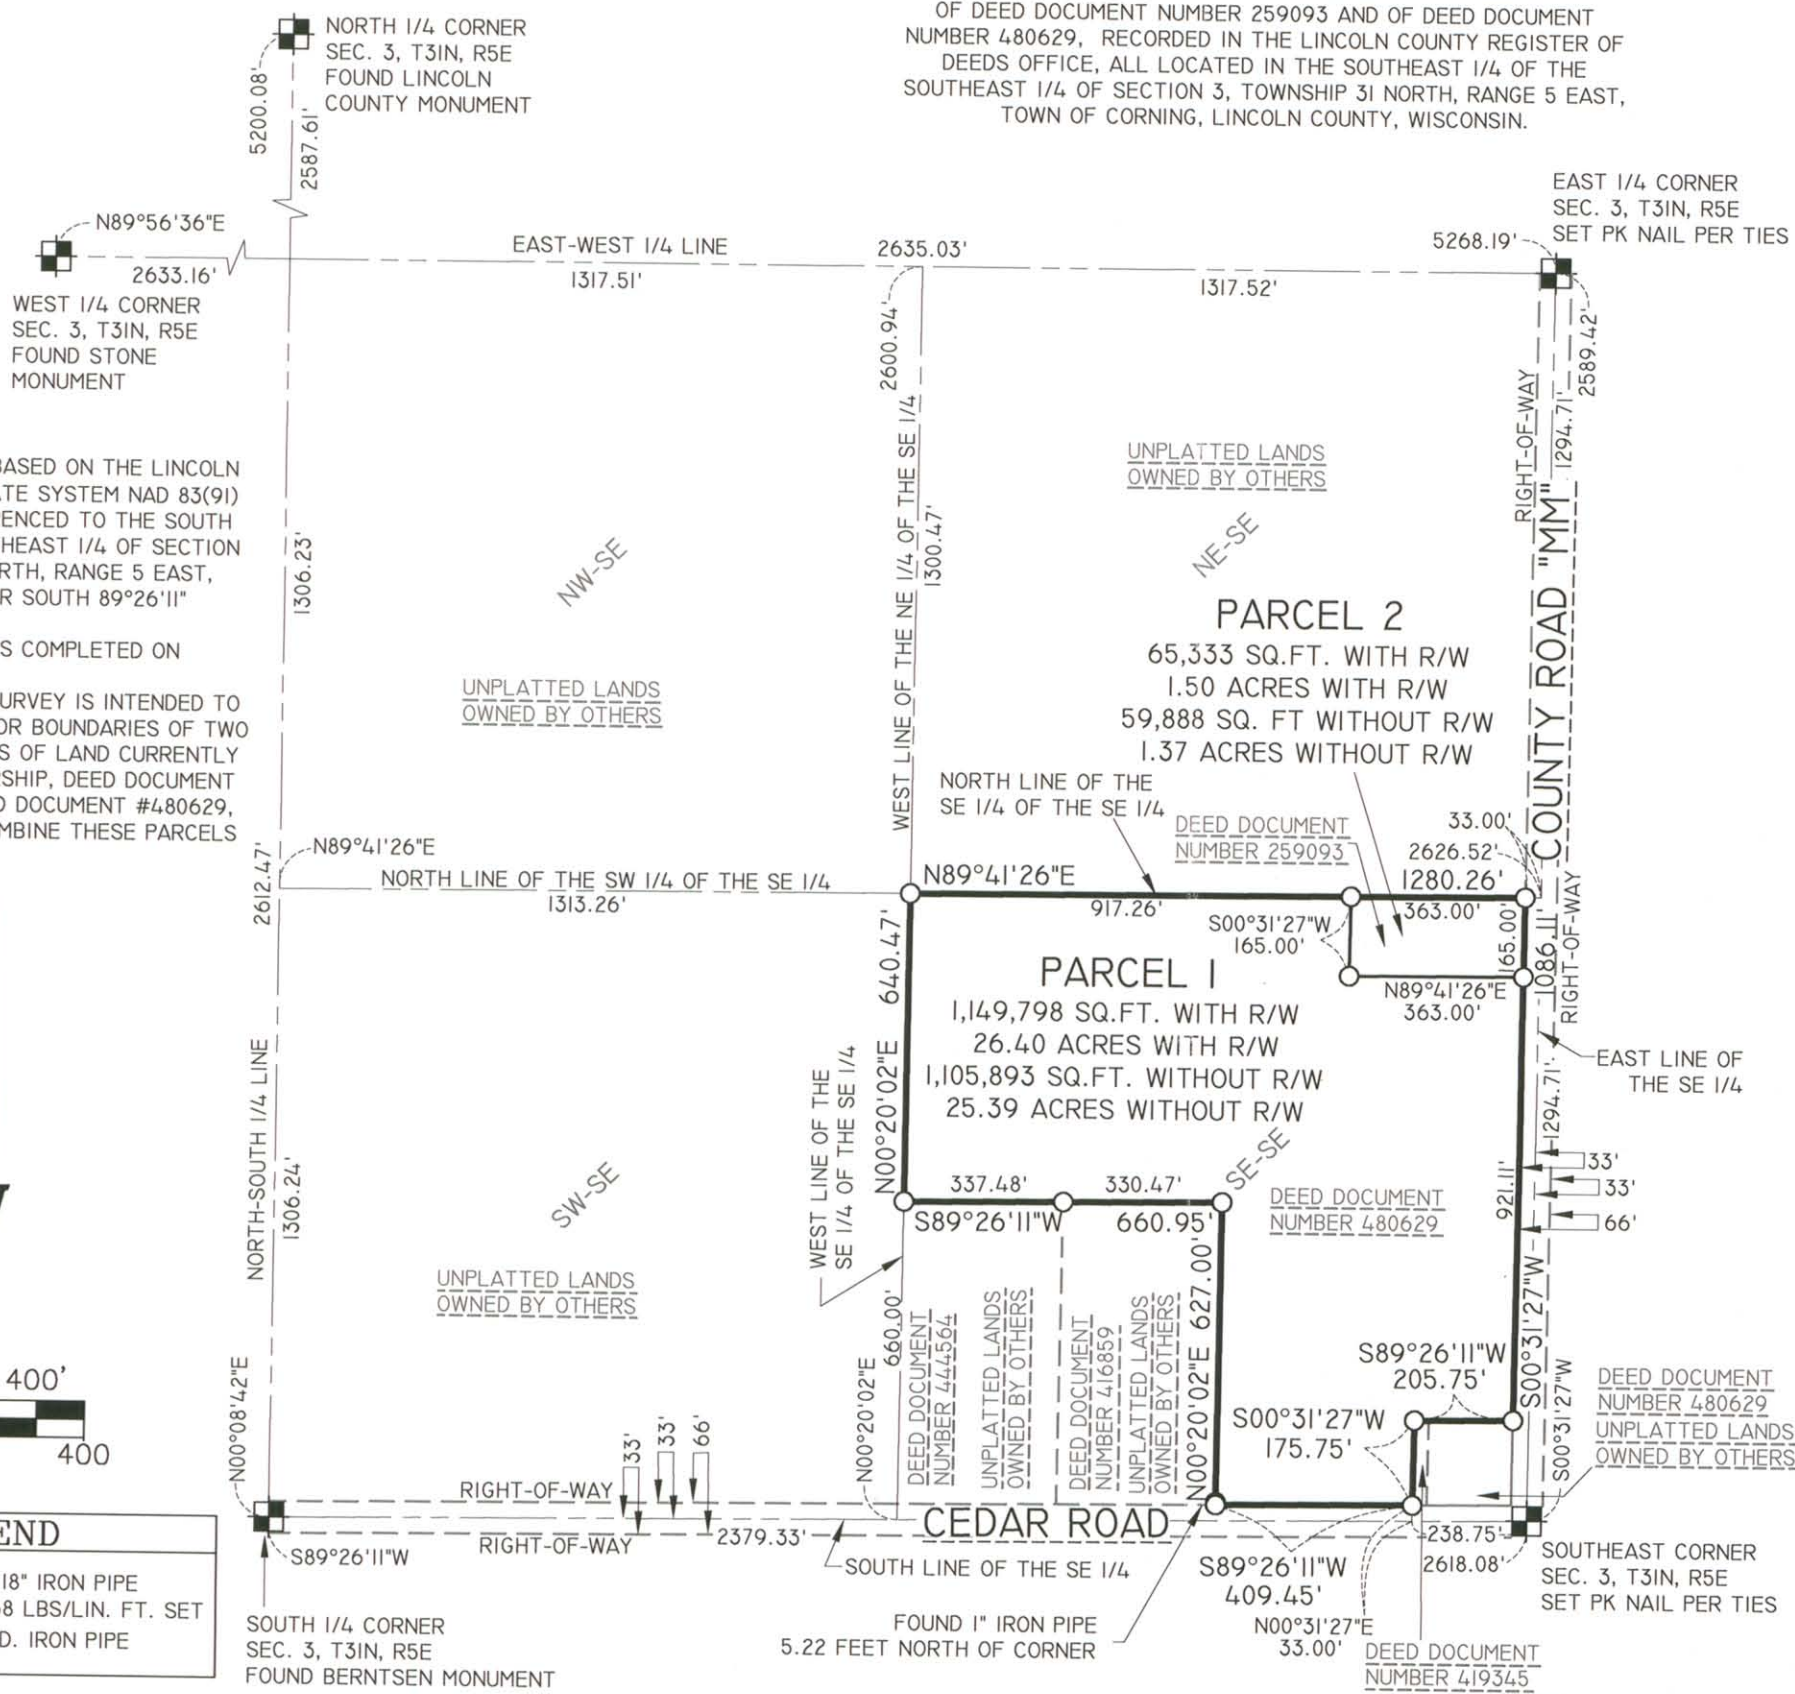 OF DEED DOCUMENT NUMBER 259093 AND OF DEED DOCUMENT
NUMBER 480629, RECORDED IN THE LINCOLN COUNTY REGISTER OF
DEEDS OFFICE, ALL LOCATED IN THE SOUTHEAST 1/4 OF THE
SOUTHEAST 1/4 OF SECTION 3, TOWNSHIP 31 NORTH, RANGE 5 EAST,
TOWN OF CORNING, LINCOLN COUNTY, WISCONSIN.
NORTH 1/4 CORNER
SEC. 3, T31N, R5E
FOUND LINCOLN
COUNTY MONUMENT
5200.08'
2587.61'
EAST 1/4 CORNER
SEC. 3, T31N, R5E
SET PK NAIL PER TIES
5268.19'
N89°56'36"E
2633.16'
EAST-WEST 1/4 LINE
2635.03'
1317.51'
1317.52'
WEST 1/4 CORNER
SEC. 3, T31N, R5E
FOUND STONE
MONUMENT
2600.94'
2589.42'
RIGHT-OF-WAY
1294.71'
BASED ON THE LINCOLN
ATE SYSTEM NAD 83(91)
ENCED TO THE SOUTH
HEAST 1/4 OF SECTION
RTH, RANGE 5 EAST,
R SOUTH 89°26'11"
S COMPLETED ON
URVEY IS INTENDED TO
OR BOUNDARIES OF TWO
S OF LAND CURRENTLY
RSHIP, DEED DOCUMENT
D DOCUMENT #480629,
MBINE THESE PARCELS
1306.23'
NW-SE
UNPLATTED LANDS
OWNED BY OTHERS
WEST LINE OF THE NE 1/4 OF THE SE 1/4
1300.47'
UNPLATTED LANDS
OWNED BY OTHERS
NE-SE
COUNTY ROAD "MM"
PARCEL 2
65,333 SQ.FT. WITH R/W
1.50 ACRES WITH R/W
59,888 SQ. FT WITHOUT R/W
1.37 ACRES WITHOUT R/W
NORTH LINE OF THE
SE 1/4 OF THE SE 1/4
DEED DOCUMENT
NUMBER 259093
33.00'
2626.52'
1280.26'
363.00'
N89°41'26"E
NORTH LINE OF THE SW 1/4 OF THE SE 1/4
1313.26'
2612.47'
N89°41'26"E
917.26'
S00°31'27"W
165.00'
165.00'
1086.11'
RIGHT-OF-WAY
N89°41'26"E
363.00'
640.47'
N00°20'02"E
PARCEL 1
1,149,798 SQ.FT. WITH R/W
26.40 ACRES WITH R/W
1,105,893 SQ.FT. WITHOUT R/W
25.39 ACRES WITHOUT R/W
EAST LINE OF
THE SE 1/4
1294.71'
33'
33'
66'
921.11'
S00°31'27"W
SE-SE
DEED DOCUMENT
NUMBER 480629
337.48'
330.47'
S89°26'11"W
660.95'
NORTH-SOUTH 1/4 LINE
1306.24'
SW-SE
UNPLATTED LANDS
OWNED BY OTHERS
WEST LINE OF THE
SE 1/4 OF THE SE 1/4
660.00'
N00°20'02"E
DEED DOCUMENT
NUMBER 444564
UNPLATTED LANDS
OWNED BY OTHERS
DEED DOCUMENT
NUMBER 416859
UNPLATTED LANDS
OWNED BY OTHERS
N00°20'02"E 627.00'
S89°26'11"W
205.75'
S00°31'27"W
175.75'
S00°31'27"W
DEED DOCUMENT
NUMBER 480629
UNPLATTED LANDS
OWNED BY OTHERS
400'
400
N00°08'42"E
33'
33'
66'
RIGHT-OF-WAY
RIGHT-OF-WAY
2379.33'
CEDAR ROAD
S89°26'11"W
SOUTH LINE OF THE SE 1/4
S89°26'11"W
409.45'
238.75'
2618.08'
N00°31'27"E
33.00'
SOUTHEAST CORNER
SEC. 3, T31N, R5E
SET PK NAIL PER TIES
FOUND 1" IRON PIPE
5.22 FEET NORTH OF CORNER
DEED DOCUMENT
NUMBER 419345
SOUTH 1/4 CORNER
SEC. 3, T31N, R5E
FOUND BERNTSEN MONUMENT
END
18" IRON PIPE
8 LBS/LIN. FT. SET
D. IRON PIPE